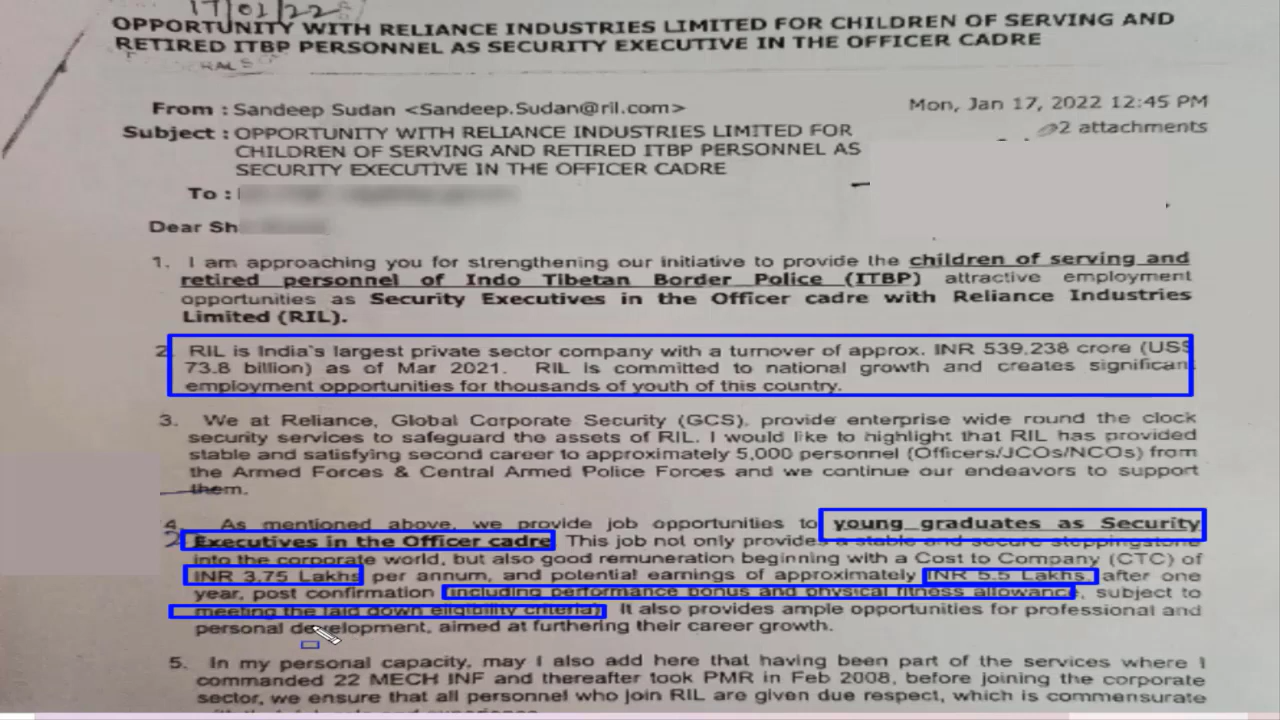 17/01/22
OPPORTUNITY WITH RELIANCE INDUSTRIES LIMITED FOR CHILDREN OF SERVING AND
RETIRED ITBP PERSONNEL AS SECURITY EXECUTIVE IN THE OFFICER CADRE
From : Sandeep Sudan <Sandeep.Sudan@ril.com>
Mon, Jan 17, 2022 12:45 PM
Subject : OPPORTUNITY WITH RELIANCE INDUSTRIES LIMITED FOR
2 attachments
CHILDREN OF SERVING AND RETIRED ITBP PERSONNEL AS
SECURITY EXECUTIVE IN THE OFFICER CADRE
To :
Dear Sh
1. I am approaching you for strengthening our initiative to provide the children of serving and
retired personnel of Indo Tibetan Border Police (ITBP) attractive employment
opportunities as Security Executives in the Officer cadre with Reliance Industries
Limited (RIL).
2. RIL is India's largest private sector company with a turnover of approx. INR 539,238 crore (US$
73.8 billion) as of Mar 2021. RIL is committed to national growth and creates significant
employment opportunities for thousands of youth of this country.
3. We at Reliance, Global Corporate Security (GCS), provide enterprise wide round the clock
security services to safeguard the assets of RIL. I would like to highlight that RIL has provided
stable and satisfying second career to approximately 5,000 personnel (Officers/JCOs/NCOs) from
the Armed Forces & Central Armed Police Forces and we continue our endeavors to support
them.
4. As mentioned above, we provide job opportunities to young graduates as Security
Executives in the Officer cadre. This job not only provides a stable and secure steppingstone
into the corporate world, but also good remuneration beginning with a Cost to Company (CTC) of
INR 3.75 Lakhs per annum, and potential earnings of approximately INR 5.5 Lakhs, after one
year, post confirmation (including performance bonus and physical fitness allowance, subject to
meeting the laid down eligibility criteria). It also provides ample opportunities for professional and
personal development, aimed at furthering their career growth.
5. In my personal capacity, may I also add here that having been part of the services where I
commanded 22 MECH INF and thereafter took PMR in Feb 2008, before joining the corporate
sector, we ensure that all personnel who join RIL are given due respect, which is commensurate